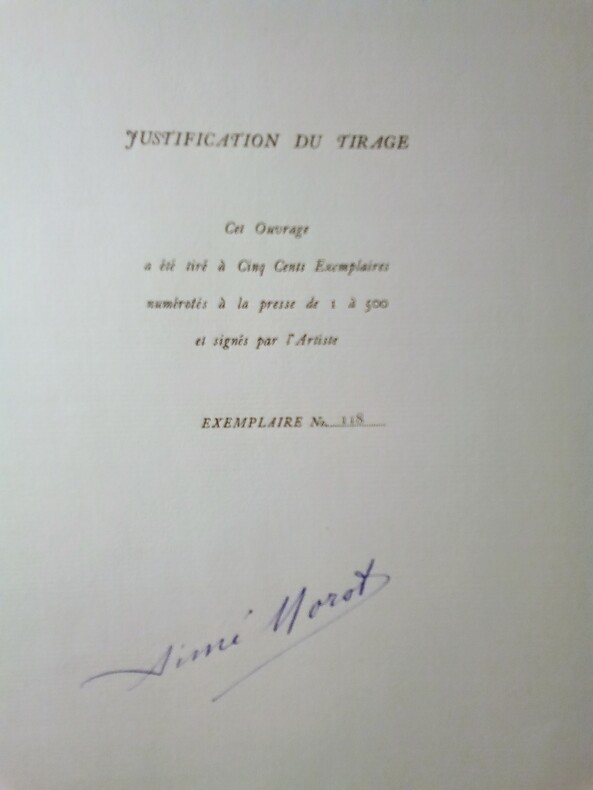 JUSTIFICATION DU TIRAGE
Cet Ouvrage
a été tiré à Cinq Cents Exemplaires
numérotés à la presse de 1 à 500
et signés par l'Artiste
EXEMPLAIRE No. 118
Aimé Morot